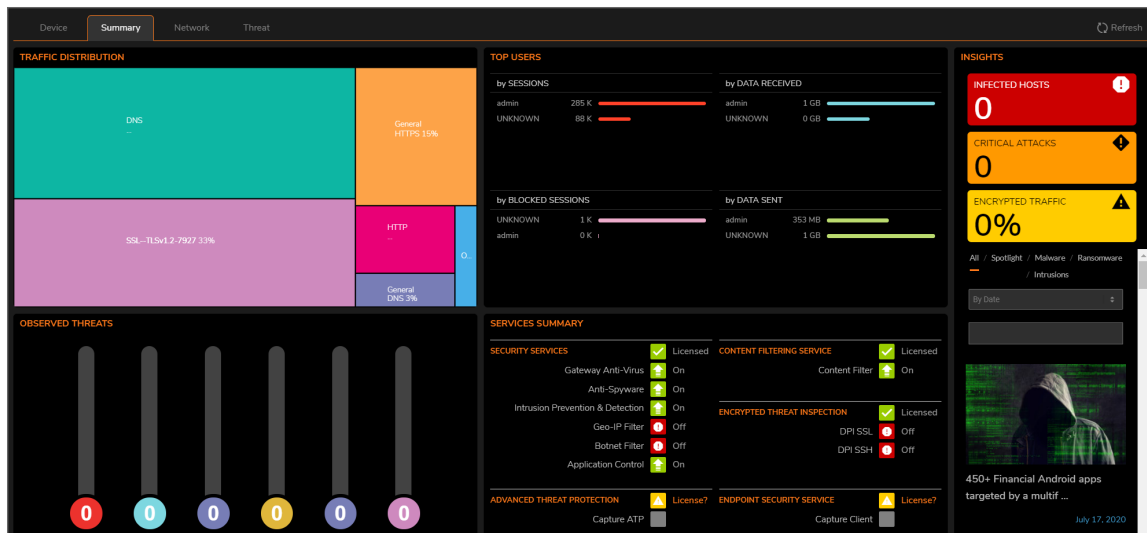 Device Summary Network Threat Refresh
TRAFFIC DISTRIBUTION
DNS
...
General
HTTPS 15%
SSL--TLSv1.2-7927 33%
HTTP
...
O...
General
DNS 3%
TOP USERS
by SESSIONS
admin 285 K
UNKNOWN 88 K
by DATA RECEIVED
admin 1 GB
UNKNOWN 0 GB
by BLOCKED SESSIONS
UNKNOWN 1 K
admin 0 K
by DATA SENT
admin 353 MB
UNKNOWN 1 GB
INSIGHTS
INFECTED HOSTS
0
CRITICAL ATTACKS
0
ENCRYPTED TRAFFIC
0%
All / Spotlight / Malware / Ransomware
/ Intrusions
By Date
450+ Financial Android apps
targeted by a multif ...
July 17, 2020
OBSERVED THREATS
0 0 0 0 0 0
SERVICES SUMMARY
SECURITY SERVICES Licensed
Gateway Anti-Virus On
Anti-Spyware On
Intrusion Prevention & Detection On
Geo-IP Filter Off
Botnet Filter Off
Application Control On
CONTENT FILTERING SERVICE Licensed
Content Filter On
ENCRYPTED THREAT INSPECTION Licensed
DPI SSL Off
DPI SSH Off
ADVANCED THREAT PROTECTION License?
Capture ATP
ENDPOINT SECURITY SERVICE License?
Capture Client